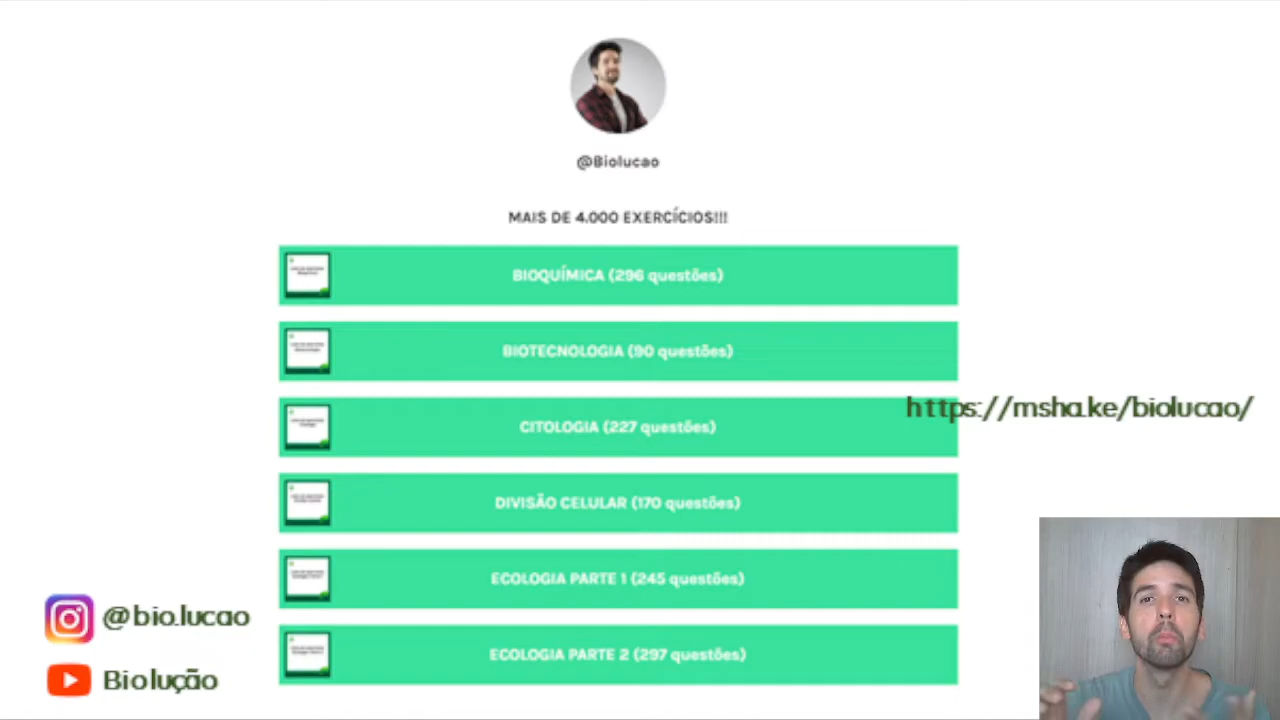 @Biolucao
MAIS DE 4.000 EXERCÍCIOS!!!
BIOQUÍMICA (296 questões)
BIOTECNOLOGIA (90 questões)
CITOLOGIA (227 questões)
https://msha.ke/biolucao/
DIVISÃO CELULAR (170 questões)
ECOLOGIA PARTE 1 (245 questões)
ECOLOGIA PARTE 2 (297 questões)
@bio.lucao
Biolução